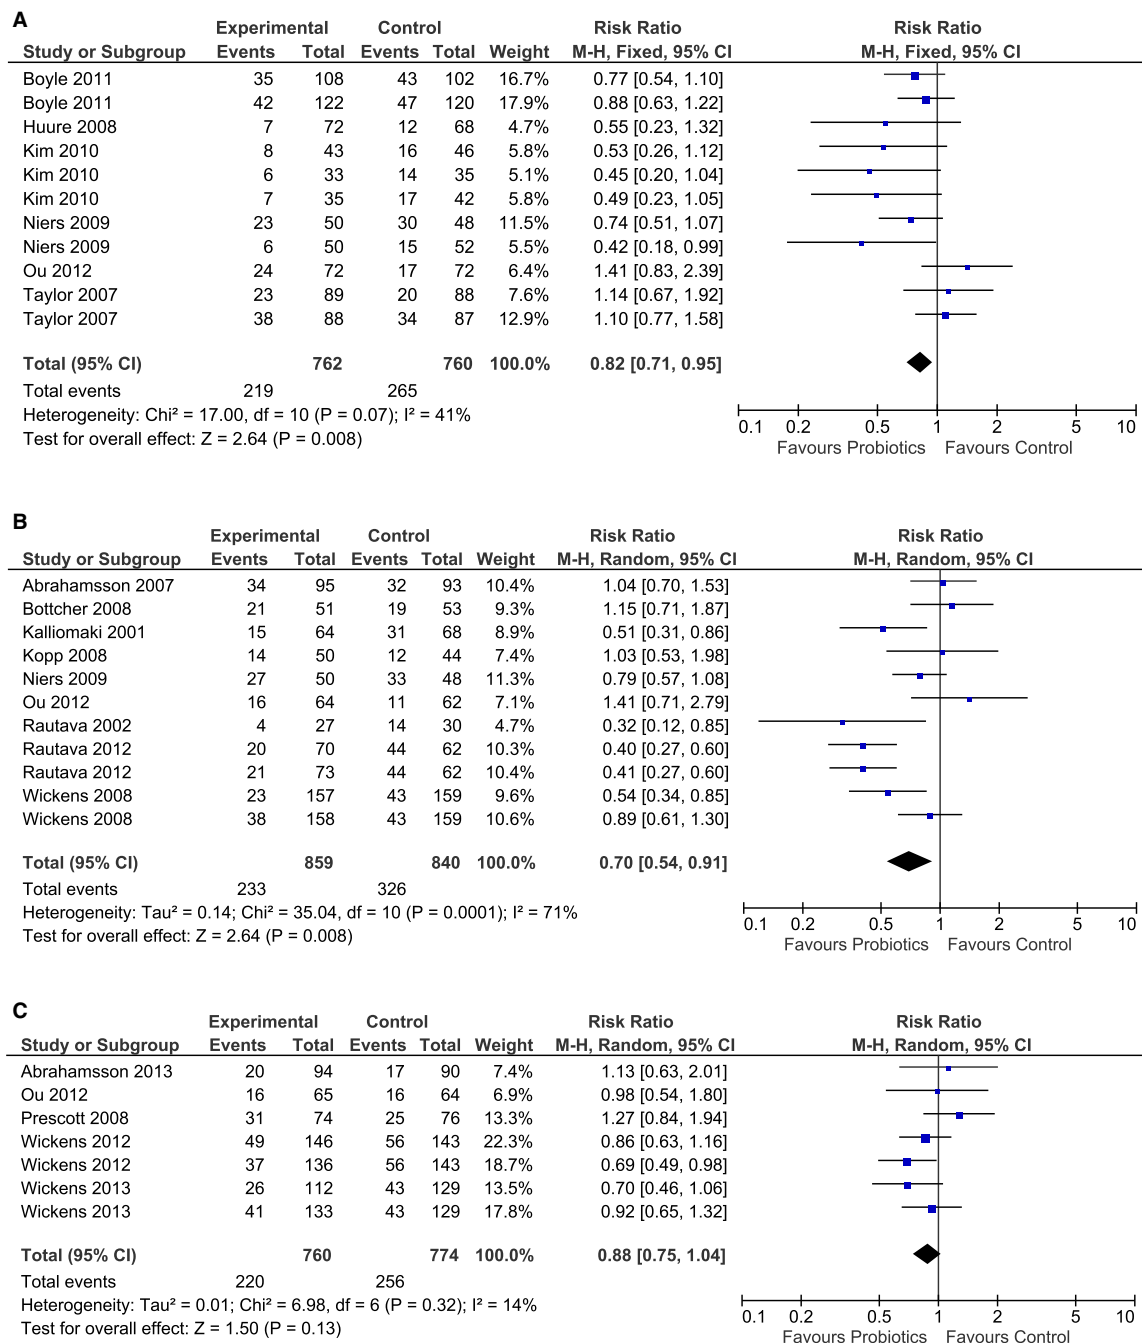 A
Experimental Control Risk Ratio Risk Ratio
Study or Subgroup Events Total Events Total Weight M-H, Fixed, 95% CI M-H, Fixed, 95% CI
Boyle 2011 35 108 43 102 16.7% 0.77 [0.54, 1.10]
Boyle 2011 42 122 47 120 17.9% 0.88 [0.63, 1.22]
Huure 2008 7 72 12 68 4.7% 0.55 [0.23, 1.32]
Kim 2010 8 43 16 46 5.8% 0.53 [0.26, 1.12]
Kim 2010 6 33 14 35 5.1% 0.45 [0.20, 1.04]
Kim 2010 7 35 17 42 5.8% 0.49 [0.23, 1.05]
Niers 2009 23 50 30 48 11.5% 0.74 [0.51, 1.07]
Niers 2009 6 50 15 52 5.5% 0.42 [0.18, 0.99]
Ou 2012 24 72 17 72 6.4% 1.41 [0.83, 2.39]
Taylor 2007 23 89 20 88 7.6% 1.14 [0.67, 1.92]
Taylor 2007 38 88 34 87 12.9% 1.10 [0.77, 1.58]
Total (95% CI) 762 760 100.0% 0.82 [0.71, 0.95]
Total events 219 265
Heterogeneity: Chi² = 17.00, df = 10 (P = 0.07); I² = 41%
Test for overall effect: Z = 2.64 (P = 0.008)
0.1 0.2 0.5 1 2 5 10
Favours Probiotics Favours Control
B
Experimental Control Risk Ratio Risk Ratio
Study or Subgroup Events Total Events Total Weight M-H, Random, 95% CI M-H, Random, 95% CI
Abrahamsson 2007 34 95 32 93 10.4% 1.04 [0.70, 1.53]
Bottcher 2008 21 51 19 53 9.3% 1.15 [0.71, 1.87]
Kalliomaki 2001 15 64 31 68 8.9% 0.51 [0.31, 0.86]
Kopp 2008 14 50 12 44 7.4% 1.03 [0.53, 1.98]
Niers 2009 27 50 33 48 11.3% 0.79 [0.57, 1.08]
Ou 2012 16 64 11 62 7.1% 1.41 [0.71, 2.79]
Rautava 2002 4 27 14 30 4.7% 0.32 [0.12, 0.85]
Rautava 2012 20 70 44 62 10.3% 0.40 [0.27, 0.60]
Rautava 2012 21 73 44 62 10.4% 0.41 [0.27, 0.60]
Wickens 2008 23 157 43 159 9.6% 0.54 [0.34, 0.85]
Wickens 2008 38 158 43 159 10.6% 0.89 [0.61, 1.30]
Total (95% CI) 859 840 100.0% 0.70 [0.54, 0.91]
Total events 233 326
Heterogeneity: Tau² = 0.14; Chi² = 35.04, df = 10 (P = 0.0001); I² = 71%
Test for overall effect: Z = 2.64 (P = 0.008)
0.1 0.2 0.5 1 2 5 10
Favours Probiotics Favours Control
C
Experimental Control Risk Ratio Risk Ratio
Study or Subgroup Events Total Events Total Weight M-H, Random, 95% CI M-H, Random, 95% CI
Abrahamsson 2013 20 94 17 90 7.4% 1.13 [0.63, 2.01]
Ou 2012 16 65 16 64 6.9% 0.98 [0.54, 1.80]
Prescott 2008 31 74 25 76 13.3% 1.27 [0.84, 1.94]
Wickens 2012 49 146 56 143 22.3% 0.86 [0.63, 1.16]
Wickens 2012 37 136 56 143 18.7% 0.69 [0.49, 0.98]
Wickens 2013 26 112 43 129 13.5% 0.70 [0.46, 1.06]
Wickens 2013 41 133 43 129 17.8% 0.92 [0.65, 1.32]
Total (95% CI) 760 774 100.0% 0.88 [0.75, 1.04]
Total events 220 256
Heterogeneity: Tau² = 0.01; Chi² = 6.98, df = 6 (P = 0.32); I² = 14%
Test for overall effect: Z = 1.50 (P = 0.13)
0.1 0.2 0.5 1 2 5 10
Favours Probiotics Favours Control